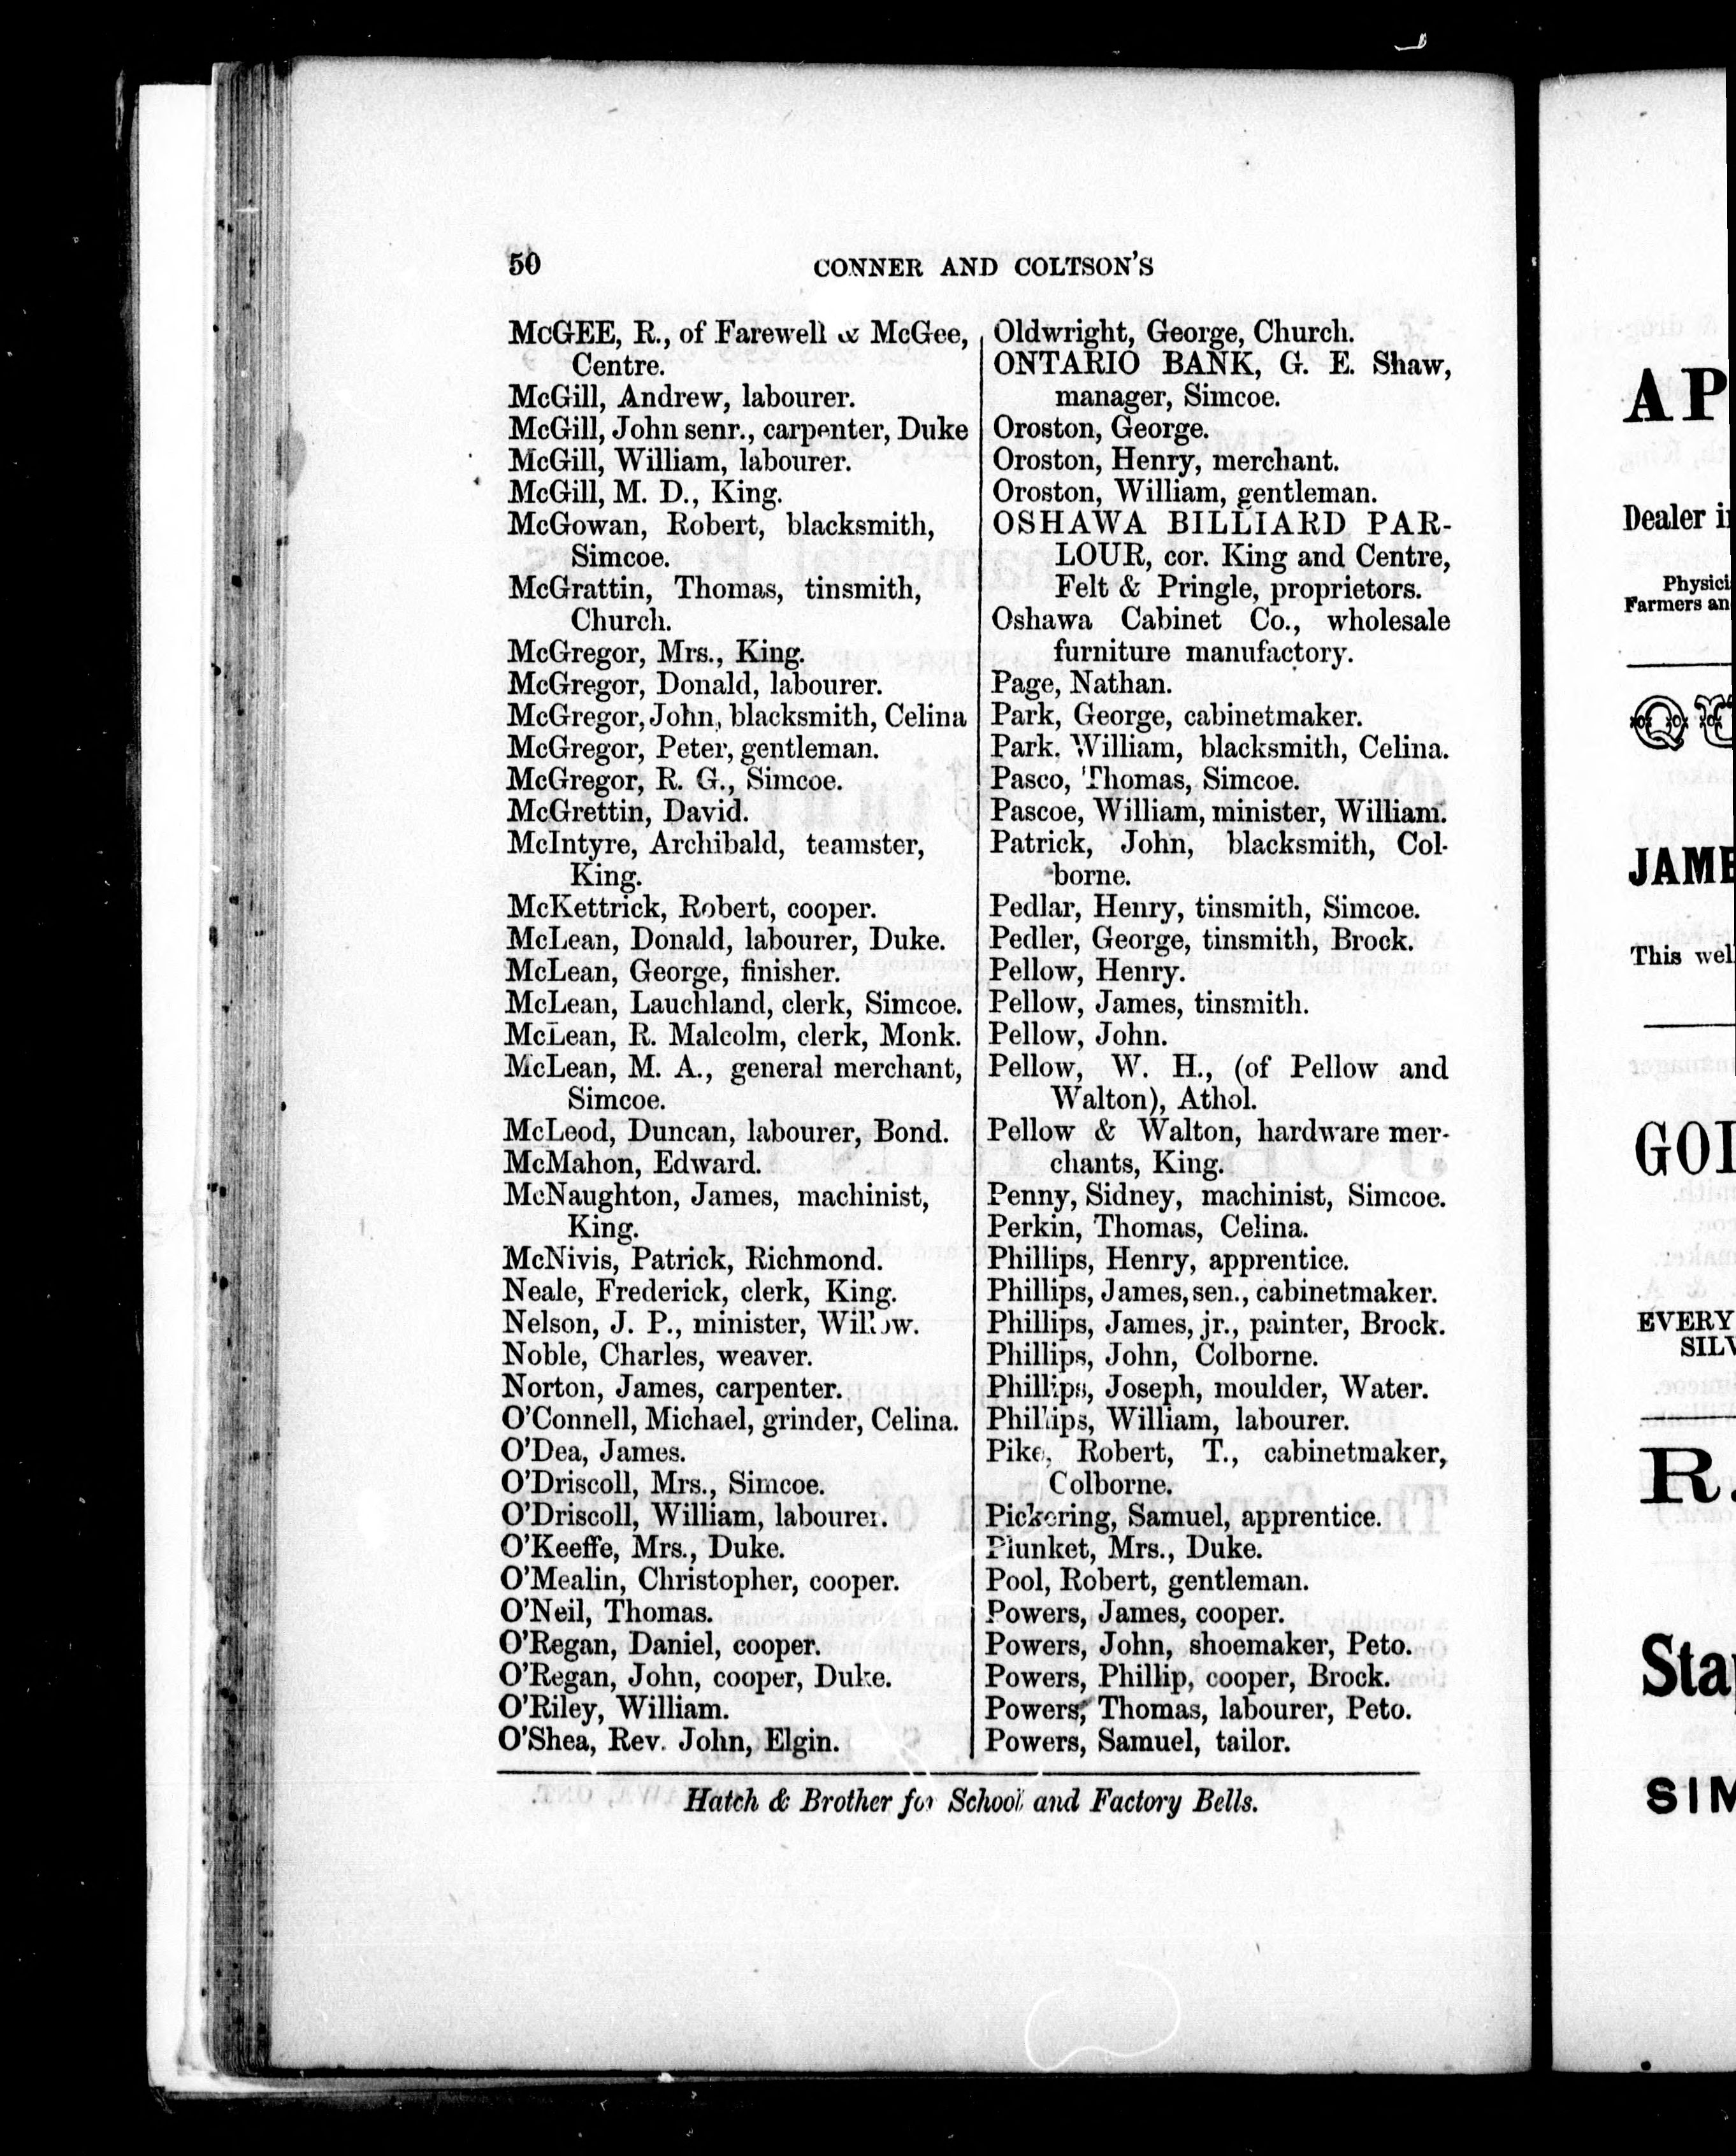 50
CONNER AND COLTSON'S
McGEE, R., of Farewell & McGee,
Centre.
McGill, Andrew, labourer.
McGill, John senr., carpenter, Duke
McGill, William, labourer.
McGill, M. D., King.
McGowan, Robert, blacksmith,
Simcoe.
McGrattin, Thomas, tinsmith,
Church.
McGregor, Mrs., King.
McGregor, Donald, labourer.
McGregor, John, blacksmith, Celina
McGregor, Peter, gentleman.
McGregor, R. G., Simcoe.
McGrettin, David.
McIntyre, Archibald, teamster,
King.
McKettrick, Robert, cooper.
McLean, Donald, labourer, Duke.
McLean, George, finisher.
McLean, Lauchland, clerk, Simcoe.
McLean, R. Malcolm, clerk, Monk.
McLean, M. A., general merchant,
Simcoe.
McLeod, Duncan, labourer, Bond.
McMahon, Edward.
McNaughton, James, machinist,
King.
McNivis, Patrick, Richmond.
Neale, Frederick, clerk, King.
Nelson, J. P., minister, Willow.
Noble, Charles, weaver.
Norton, James, carpenter.
O'Connell, Michael, grinder, Celina.
O'Dea, James.
O'Driscoll, Mrs., Simcoe.
O'Driscoll, William, labourer.
O'Keeffe, Mrs., Duke.
O'Mealin, Christopher, cooper.
O'Neil, Thomas.
O'Regan, Daniel, cooper.
O'Regan, John, cooper, Duke.
O'Riley, William.
O'Shea, Rev. John, Elgin.
Oldwright, George, Church.
ONTARIO BANK, G. E. Shaw,
manager, Simcoe.
Oroston, George.
Oroston, Henry, merchant.
Oroston, William, gentleman.
OSHAWA BILLIARD PAR-
LOUR, cor. King and Centre,
Felt & Pringle, proprietors.
Oshawa Cabinet Co., wholesale
furniture manufactory.
Page, Nathan.
Park, George, cabinetmaker.
Park, William, blacksmith, Celina.
Pasco, Thomas, Simcoe.
Pascoe, William, minister, William.
Patrick, John, blacksmith, Col-
borne.
Pedlar, Henry, tinsmith, Simcoe.
Pedler, George, tinsmith, Brock.
Pellow, Henry.
Pellow, James, tinsmith.
Pellow, John.
Pellow, W. H., (of Pellow and
Walton), Athol.
Pellow & Walton, hardware mer-
chants, King.
Penny, Sidney, machinist, Simcoe.
Perkin, Thomas, Celina.
Phillips, Henry, apprentice.
Phillips, James, sen., cabinetmaker.
Phillips, James, jr., painter, Brock.
Phillips, John, Colborne.
Phillips, Joseph, moulder, Water.
Phillips, William, labourer.
Pike, Robert, T., cabinetmaker,
Colborne.
Pickering, Samuel, apprentice.
Plunket, Mrs., Duke.
Pool, Robert, gentleman.
Powers, James, cooper.
Powers, John, shoemaker, Peto.
Powers, Phillip, cooper, Brock.
Powers, Thomas, labourer, Peto.
Powers, Samuel, tailor.
Hatch & Brother for School and Factory Bells.
AP
Dealer i
Physici
Farmers an
JAME
This wel
GOL
EVERY
SILV
R.
Sta
SIM